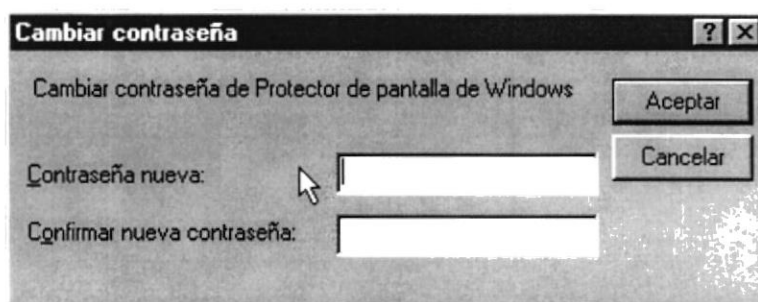 Cambiar contraseña
Cambiar contraseña de Protector de pantalla de Windows
Aceptar
Cancelar
Contraseña nueva:
Confirmar nueva contraseña: